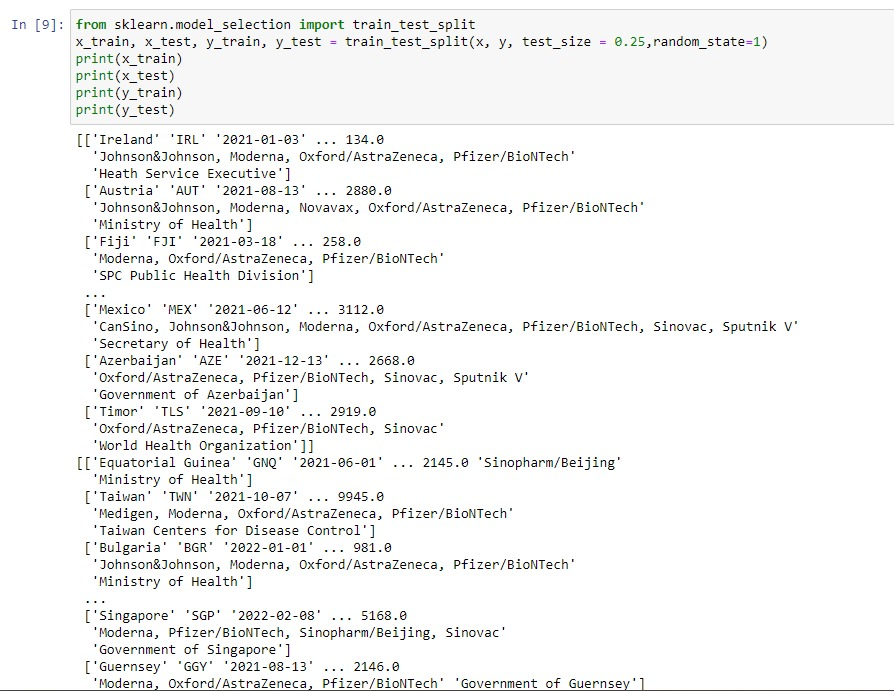 In [9]: from sklearn.model_selection import train_test_split
x_train, x_test, y_train, y_test = train_test_split(x, y, test_size = 0.25,random_state=1)
print(x_train)
print(x_test)
print(y_train)
print(y_test)
[['Ireland' 'IRL' '2021-01-03' ... 134.0
'Johnson&Johnson, Moderna, Oxford/AstraZeneca, Pfizer/BioNTech'
'Heath Service Executive']
['Austria' 'AUT' '2021-08-13' ... 2880.0
'Johnson&Johnson, Moderna, Novavax, Oxford/AstraZeneca, Pfizer/BioNTech'
'Ministry of Health']
['Fiji' 'FJI' '2021-03-18' ... 258.0
'Moderna, Oxford/AstraZeneca, Pfizer/BioNTech'
'SPC Public Health Division']
...
['Mexico' 'MEX' '2021-06-12' ... 3112.0
'CanSino, Johnson&Johnson, Moderna, Oxford/AstraZeneca, Pfizer/BioNTech, Sinovac, Sputnik V'
'Secretary of Health']
['Azerbaijan' 'AZE' '2021-12-13' ... 2668.0
'Oxford/AstraZeneca, Pfizer/BioNTech, Sinovac, Sputnik V'
'Government of Azerbaijan']
['Timor' 'TLS' '2021-09-10' ... 2919.0
'Oxford/AstraZeneca, Pfizer/BioNTech, Sinovac'
'World Health Organization']]
[['Equatorial Guinea' 'GNQ' '2021-06-01' ... 2145.0 'Sinopharm/Beijing'
'Ministry of Health']
['Taiwan' 'TWN' '2021-10-07' ... 9945.0
'Medigen, Moderna, Oxford/AstraZeneca, Pfizer/BioNTech'
'Taiwan Centers for Disease Control']
['Bulgaria' 'BGR' '2022-01-01' ... 981.0
'Johnson&Johnson, Moderna, Oxford/AstraZeneca, Pfizer/BioNTech'
'Ministry of Health']
...
['Singapore' 'SGP' '2022-02-08' ... 5168.0
'Moderna, Pfizer/BioNTech, Sinopharm/Beijing, Sinovac'
'Government of Singapore']
['Guernsey' 'GGY' '2021-08-13' ... 2146.0
'Moderna, Oxford/AstraZeneca, Pfizer/BioNTech' 'Government of Guernsey']